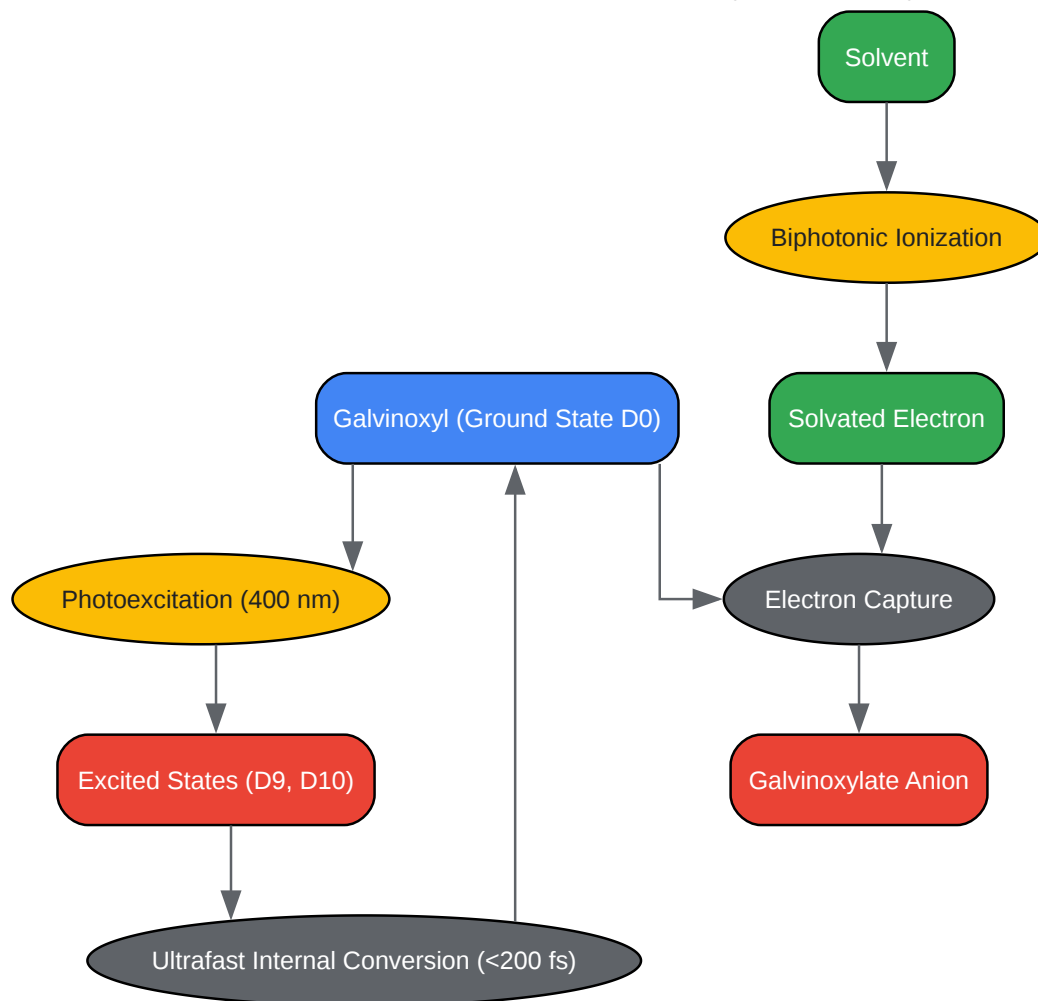 Solvent
Biphotonic Ionization
Galvinoxyl (Ground State D0)
Solvated Electron
Photoexcitation (400 nm)
Electron Capture
Excited States (D9, D10)
Galvinoxylate Anion
Ultrafast Internal Conversion (<200 fs)